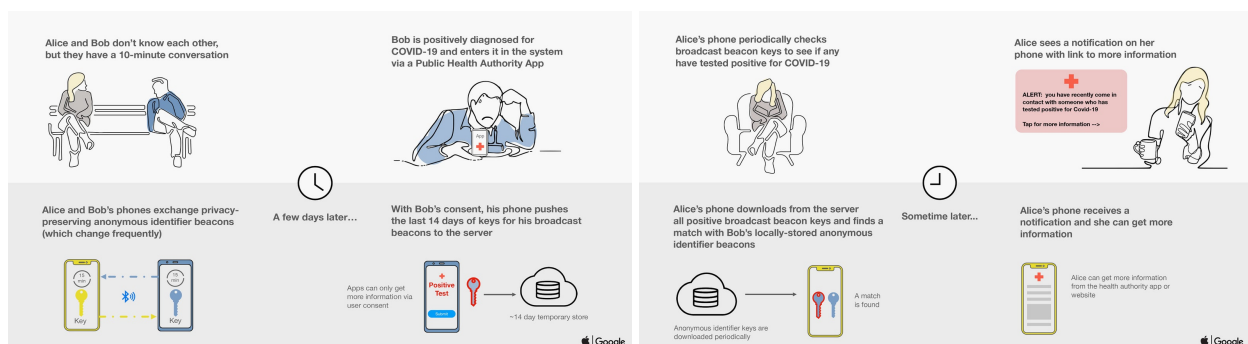 Alice and Bob don't know each other,
but they have a 10-minute conversation
Bob is positively diagnosed for
COVID-19 and enters it in the system
via a Public Health Authority App
App
Alice and Bob's phones exchange privacy-
preserving anonymous identifier beacons
(which change frequently)
A few days later…
With Bob's consent, his phone pushes
the last 14 days of keys for his broadcast
beacons to the server
15
min
Key
15
min
Key
Apps can only get
more information via
user consent
Positive
Test
Submit
~14 day temporary store
| Google
Alice's phone periodically checks
broadcast beacon keys to see if any
have tested positive for COVID-19
Alice sees a notification on her
phone with link to more information
ALERT: you have recently come in
contact with someone who has
tested positive for Covid-19
Tap for more information -->
Alice's phone downloads from the server
all positive broadcast beacon keys and finds a
match with Bob's locally-stored anonymous
identifier beacons
Sometime later...
Alice's phone receives a
notification and she can get more
information
A match
is found
Anonymous identifier keys are
downloaded periodically
Alice can get more information
from the health authority app or
website
| Google